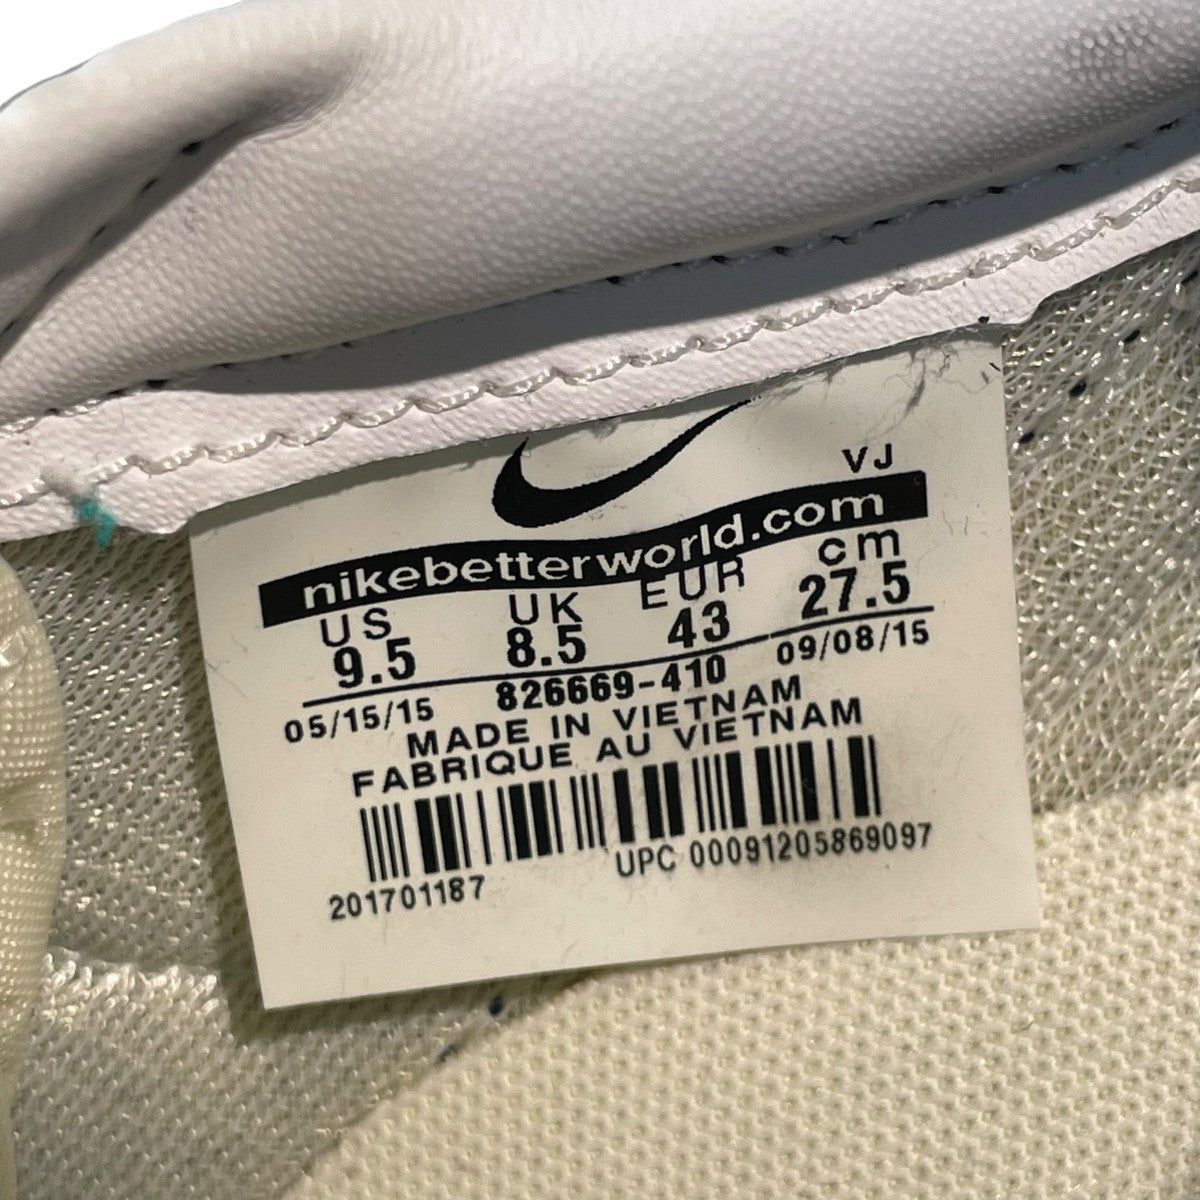 VJ
nikebetterworld.com
US UK EUR cm
9.5 8.5 43 27.5
05/15/15 826669-410 09/08/15
MADE IN VIETNAM
FABRIQUE AU VIETNAM
UPC 00091205869097
201701187